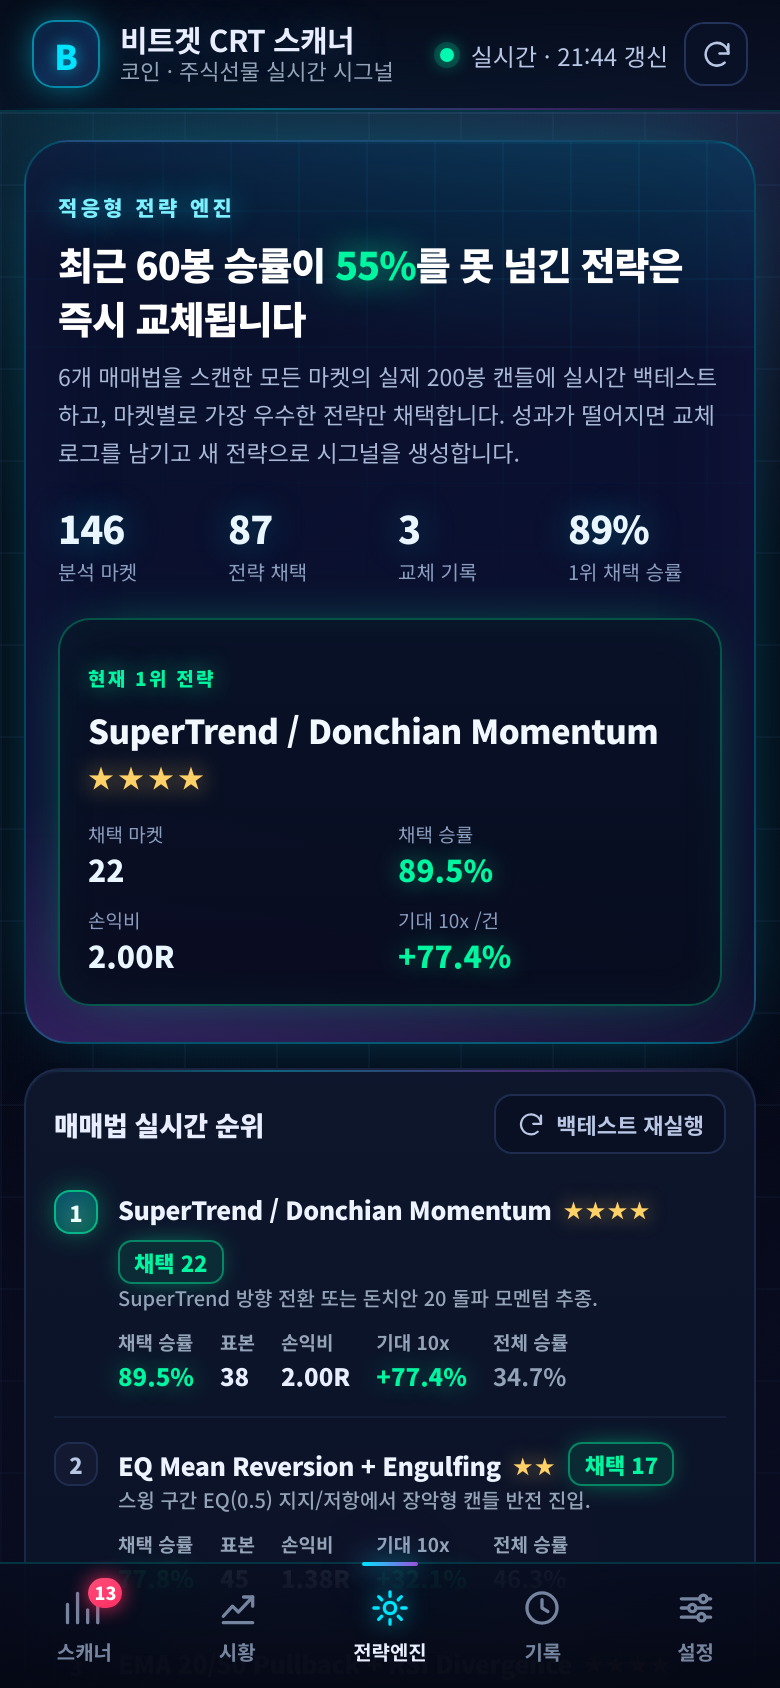 B
비트겟 CRT 스캐너
코인 · 주식선물 실시간 시그널
실시간 · 21:44 갱신
적응형 전략 엔진
최근 60봉 승률이 55%를 못 넘긴 전략은
즉시 교체됩니다
6개 매매법을 스캔한 모든 마켓의 실제 200봉 캔들에 실시간 백테스트
하고, 마켓별로 가장 우수한 전략만 채택합니다. 성과가 떨어지면 교체
로그를 남기고 새 전략으로 시그널을 생성합니다.
146 87 3 89%
분석 마켓 전략 채택 교체 기록 1위 채택 승률
현재 1위 전략
SuperTrend / Donchian Momentum
★★★★
채택 마켓 채택 승률
22 89.5%
손익비 기대 10x /건
2.00R +77.4%
매매법 실시간 순위 백테스트 재실행
1 SuperTrend / Donchian Momentum ★★★★
채택 22
SuperTrend 방향 전환 또는 돈치안 20 돌파 모멘텀 추종.
채택 승률 표본 손익비 기대 10x 전체 승률
89.5% 38 2.00R +77.4% 34.7%
2 EQ Mean Reversion + Engulfing ★★ 채택 17
스윙 구간 EQ(0.5) 지지/저항에서 장악형 캔들 반전 진입.
채택 승률 표본 손익비 기대 10x 전체 승률
77.8% 45 1.38R +32.1% 46.3%
13
스캐너 시황 전략엔진 기록 설정